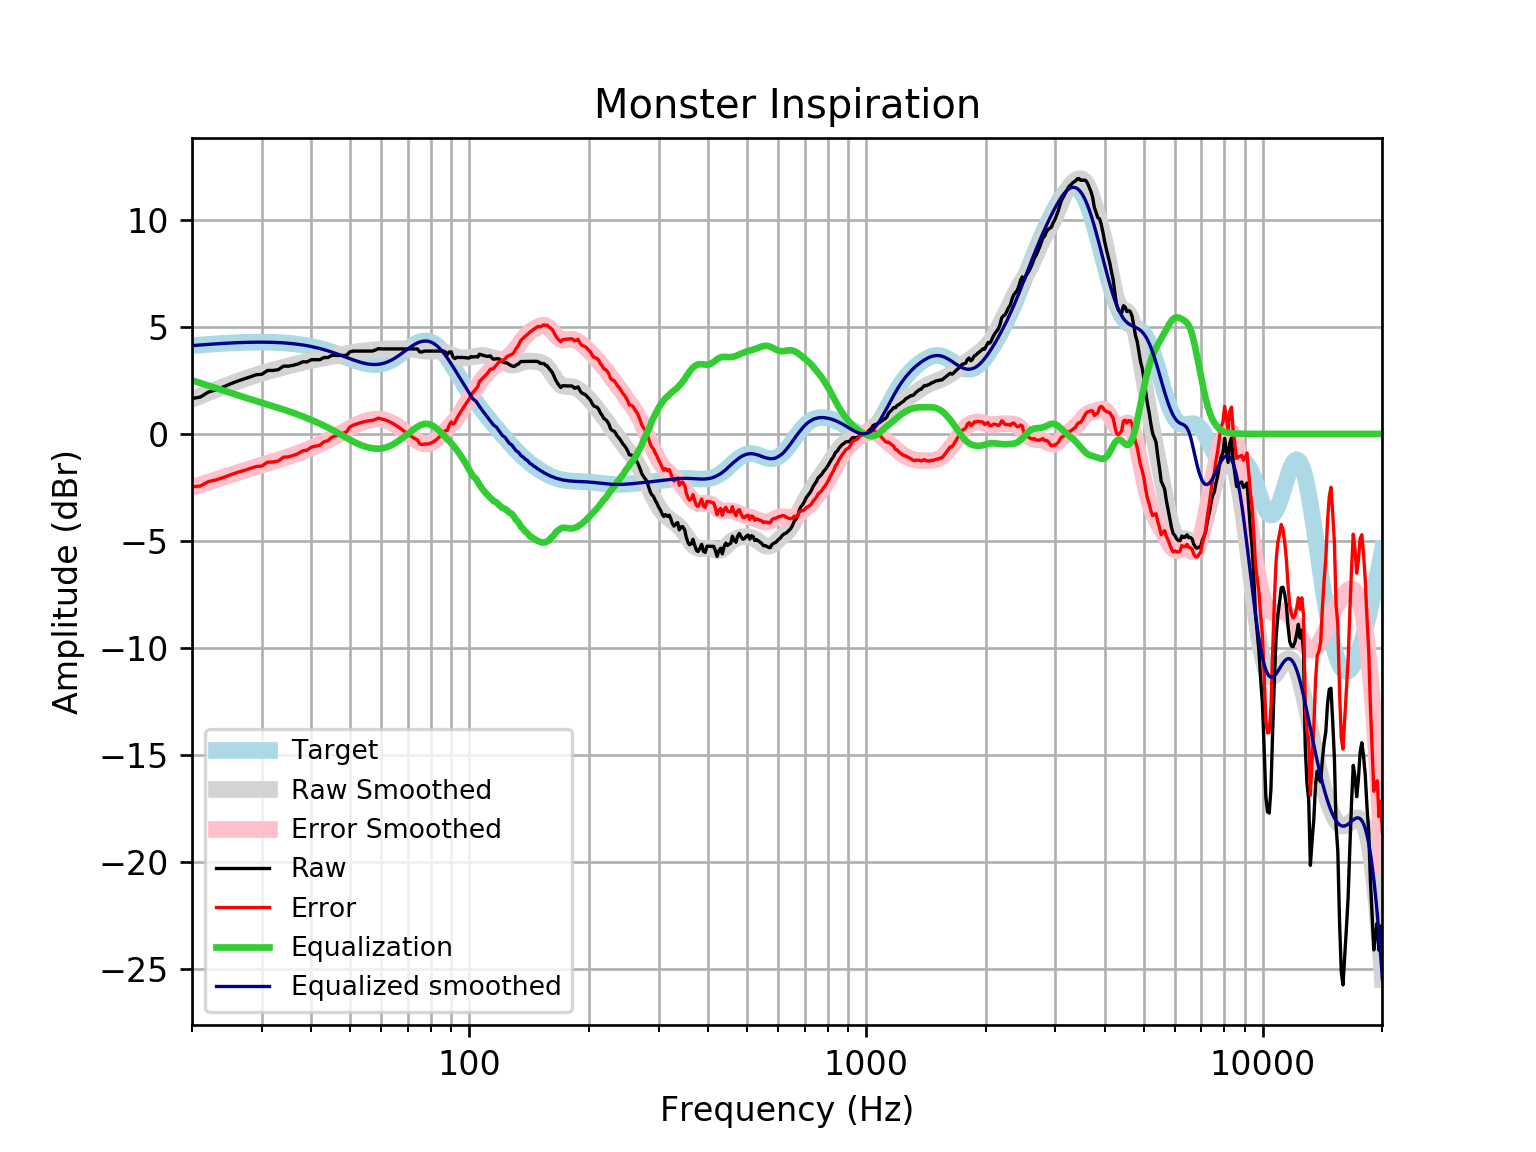 Monster Inspiration
Amplitude (dBr)
10
5
0
−5
−10
−15
−20
−25
Target
Raw Smoothed
Error Smoothed
Raw
Error
Equalization
Equalized smoothed
100 1000 10000
Frequency (Hz)